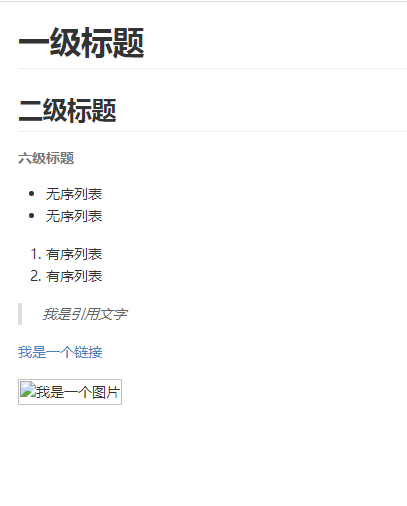 一级标题
二级标题
六级标题
无序列表
无序列表
1. 有序列表
2. 有序列表
我是引用文字
我是一个链接
我是一个图片